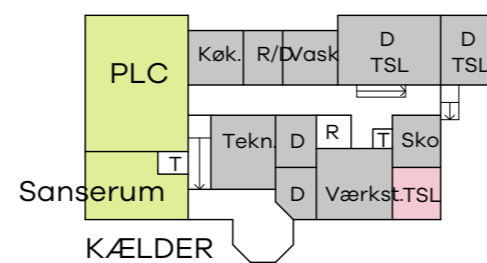 PLC
Køk.
R/D
Vask
D
TSL
D
TSL
Tekn.
D
R
T
Sko
T
Sanserum
D
Værkst.
TSL
KÆLDER